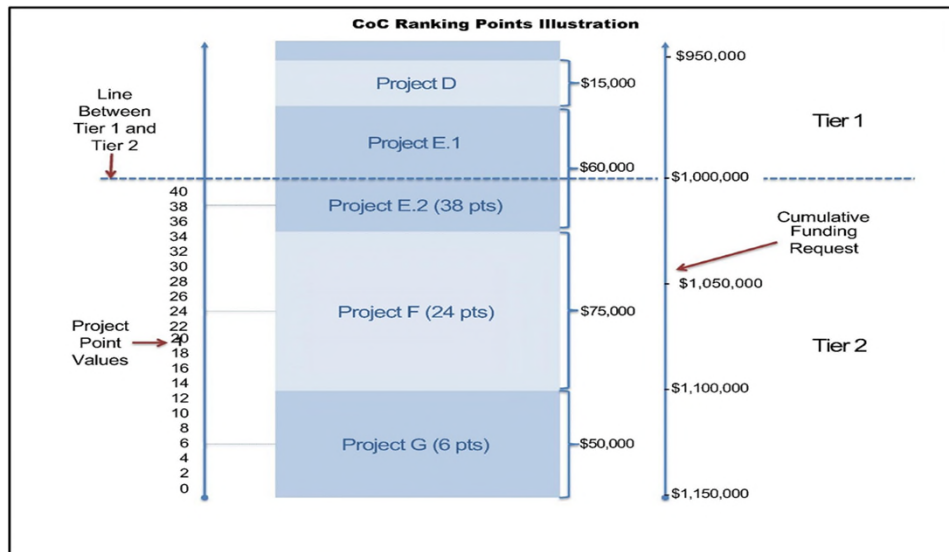 CoC Ranking Points Illustration
Line
Between
Tier 1 and
Tier 2
40
38
36
34
32
30
28
26
24
22
20
18
16
14
12
10
8
6
4
2
0
Project
Point
Values
Project D
Project E.1
Project E.2 (38 pts)
Project F (24 pts)
Project G (6 pts)
$15,000
$60,000
$75,000
$50,000
$950,000
$1,000,000
$1,050,000
$1,100,000
$1,150,000
Tier 1
Cumulative
Funding
Request
Tier 2